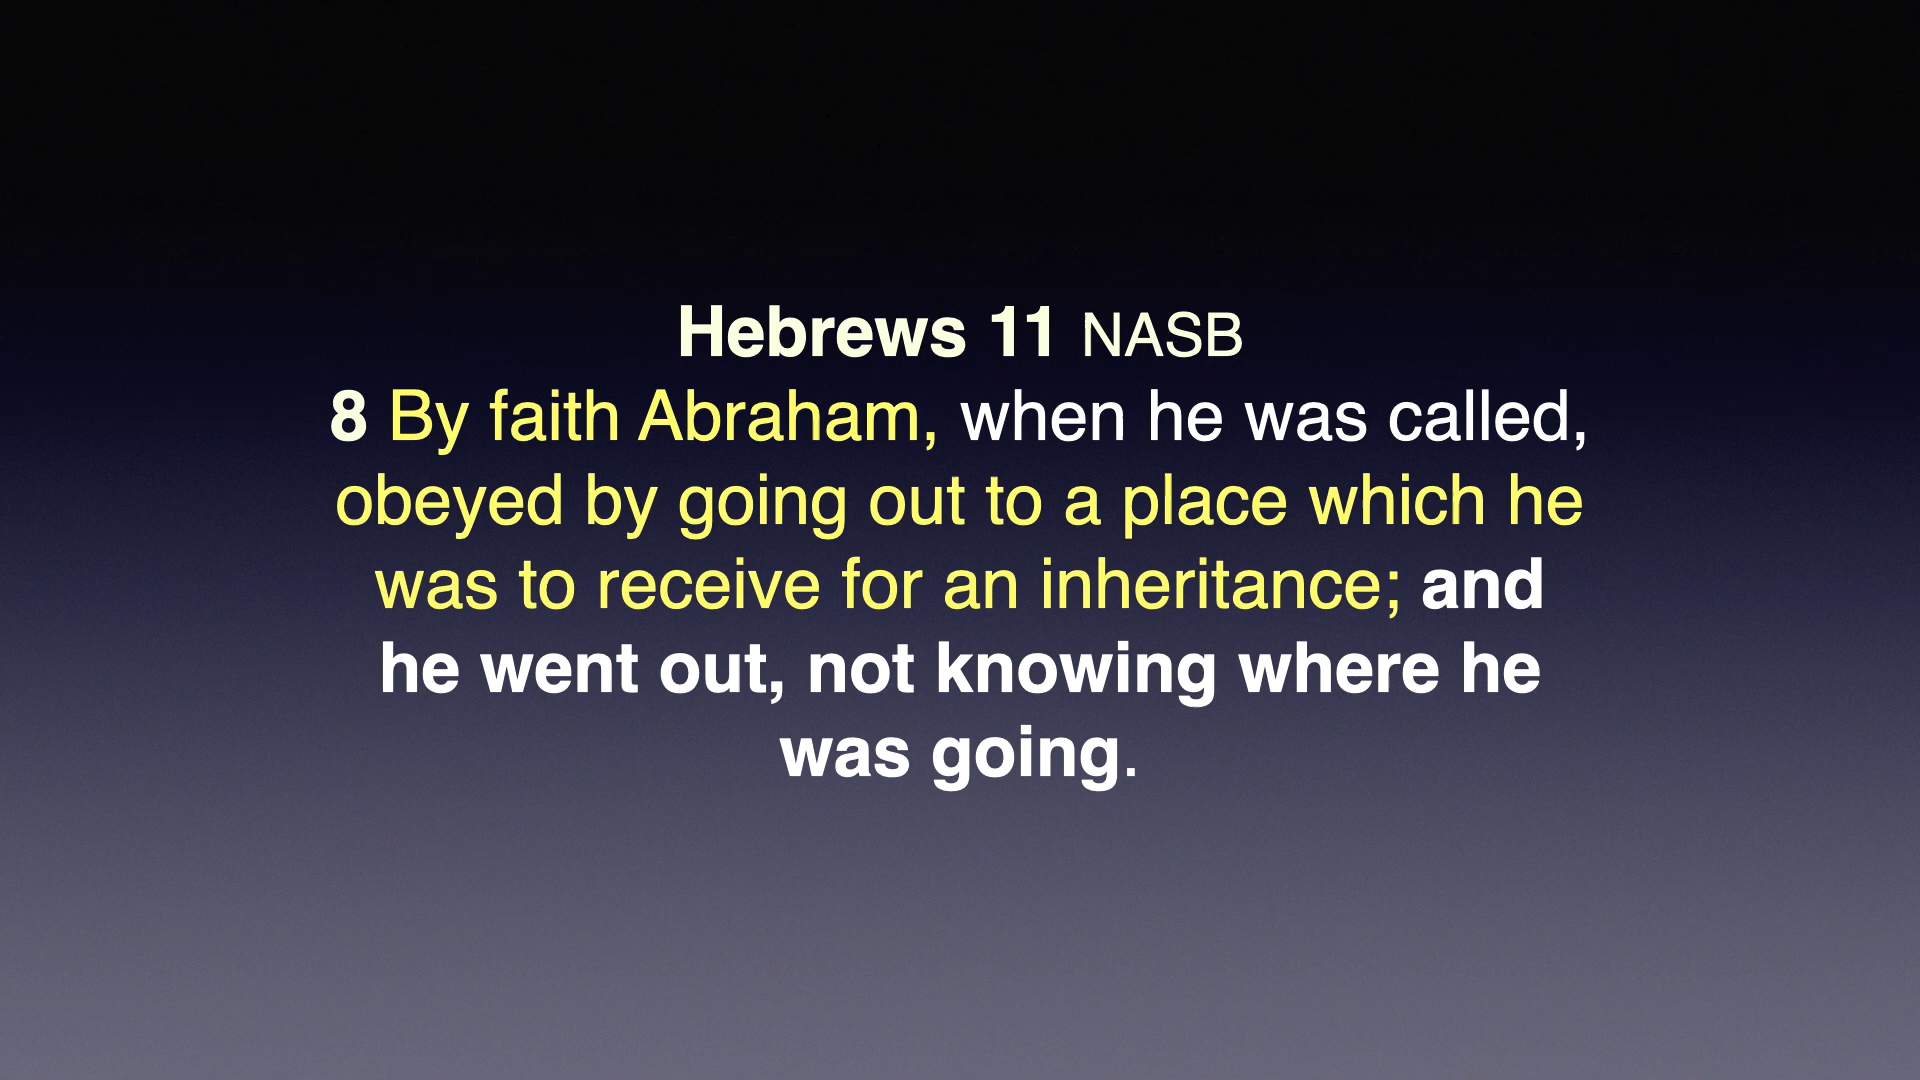 Hebrews 11 NASB
8 By faith Abraham, when he was called,
obeyed by going out to a place which he
was to receive for an inheritance; and
he went out, not knowing where he
was going.